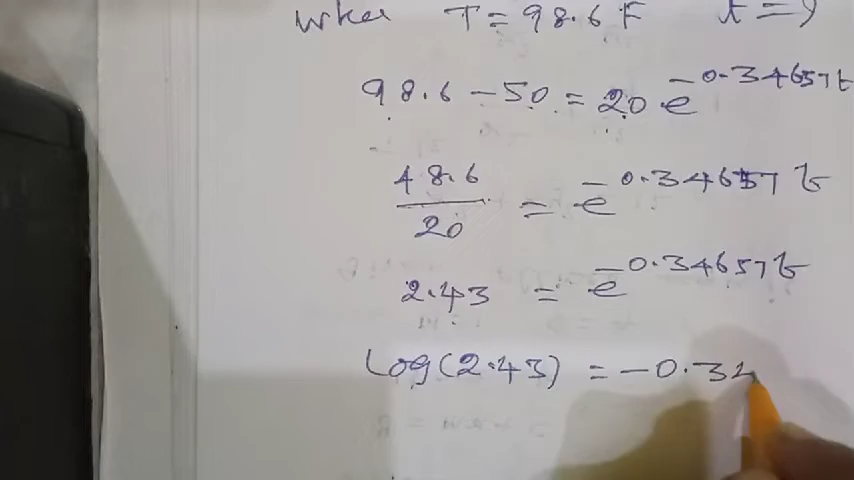 when T = 98.6 F t = ?
98.6 - 50 = 20 e^-0.34657t
48.6/20 = e^-0.34657t
2.43 = e^-0.34657t
log(2.43) = -0.34